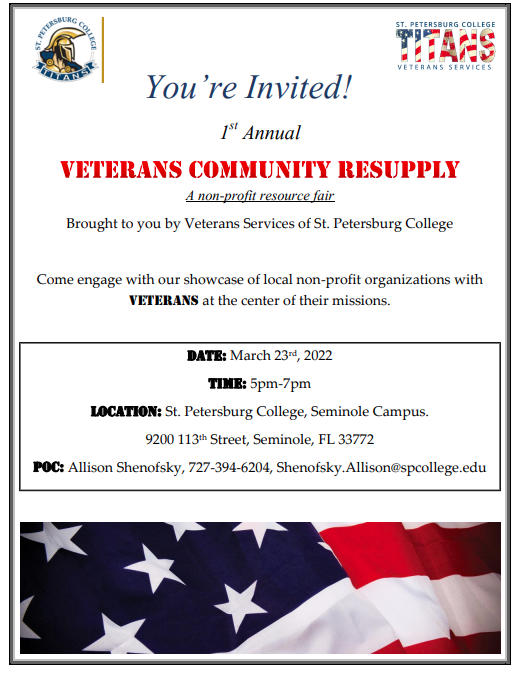 ST. PETERSBURG COLLEGE
TITANS
ST. PETERSBURG COLLEGE
TITANS
VETERANS SERVICES
You're Invited!
1st Annual
VETERANS COMMUNITY RESUPPLY
A non-profit resource fair
Brought to you by Veterans Services of St. Petersburg College
Come engage with our showcase of local non-profit organizations with
VETERANS at the center of their missions.
DATE: March 23rd, 2022
TIME: 5pm-7pm
LOCATION: St. Petersburg College, Seminole Campus.
9200 113th Street, Seminole, FL 33772
POC: Allison Shenofsky, 727-394-6204, Shenofsky.Allison@spcollege.edu